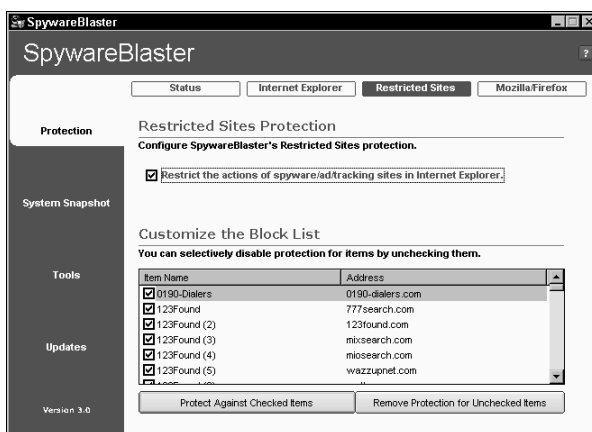 SpywareBlaster
SpywareBlaster
?
Status Internet Explorer Restricted Sites Mozilla/Firefox
Protection
System Snapshot
Tools
Updates
Version 3.0
Restricted Sites Protection
Configure SpywareBlaster's Restricted Sites protection.
Restrict the actions of spyware/ad/tracking sites in Internet Explorer.
Customize the Block List
You can selectively disable protection for items by unchecking them.
Item Name Address
0190-Dialers 0190-dialers.com
123Found 777search.com
123Found (2) 123found.com
123Found (3) mixsearch.com
123Found (4) miosearch.com
123Found (5) wazzupnet.com
Protect Against Checked Items Remove Protection for Unchecked Items